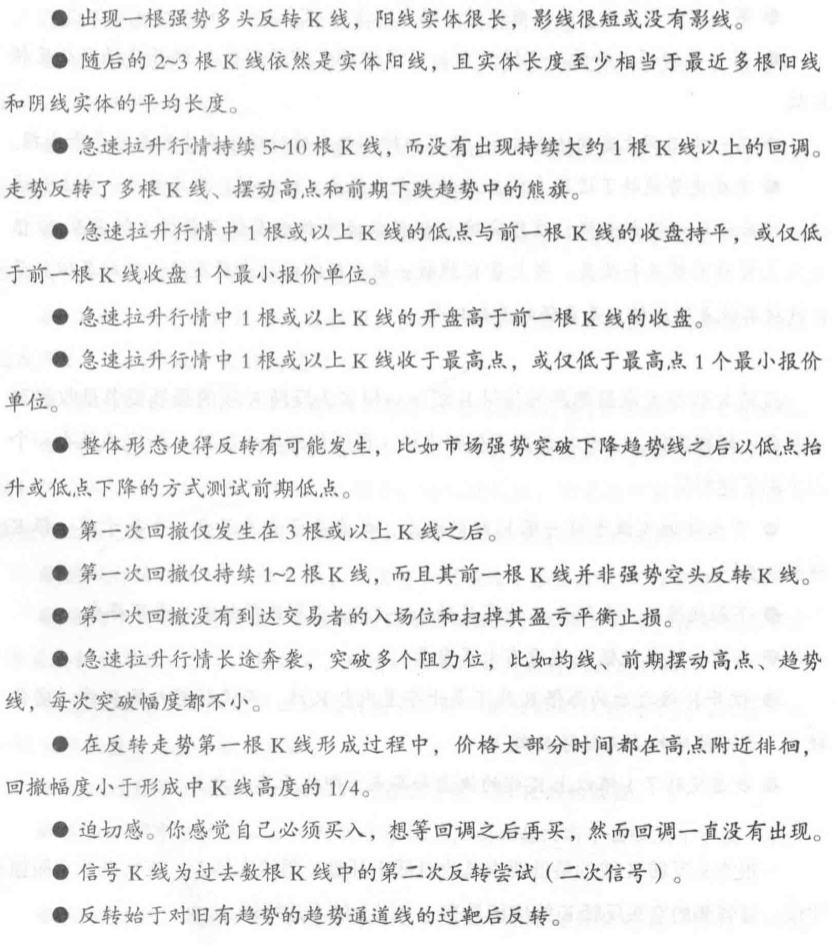 ● 出现一根强势多头反转K线，阳线实体很长，影线很短或没有影线。
● 随后的2~3根K线依然是实体阳线，且实体长度至少相当于最近多根阳线
和阴线实体的平均长度。
● 急速拉升行情持续5~10根K线，而没有出现持续大约1根K线以上的回调。
走势反转了多根K线、摆动高点和前期下跌趋势中的熊旗。
● 急速拉升行情中1根或以上K线的低点与前一根K线的收盘持平，或仅低
于前一根K线收盘1个最小报价单位。
● 急速拉升行情中1根或以上K线的开盘高于前一根K线的收盘。
● 急速拉升行情中1根或以上K线收于最高点，或仅低于最高点1个最小报价
单位。
● 整体形态使得反转有可能发生，比如市场强势突破下降趋势线之后以低点抬
升或低点下降的方式测试前期低点。
● 第一次回撤仅发生在3根或以上K线之后。
● 第一次回撤仅持续1~2根K线，而且其前一根K线并非强势空头反转K线。
● 第一次回撤没有到达交易者的入场位和扫掉其盈亏平衡止损。
● 急速拉升行情长途奔袭，突破多个阻力位，比如均线、前期摆动高点、趋势
线，每次突破幅度都不小。
● 在反转走势第一根K线形成过程中，价格大部分时间都在高点附近徘徊，
回撤幅度小于形成中K线高度的1/4。
● 迫切感。你感觉自己必须买入，想等回调之后再买，然而回调一直没有出现。
● 信号K线为过去数根K线中的第二次反转尝试（二次信号）。
● 反转始于对旧有趋势的趋势通道线的过靶后反转。